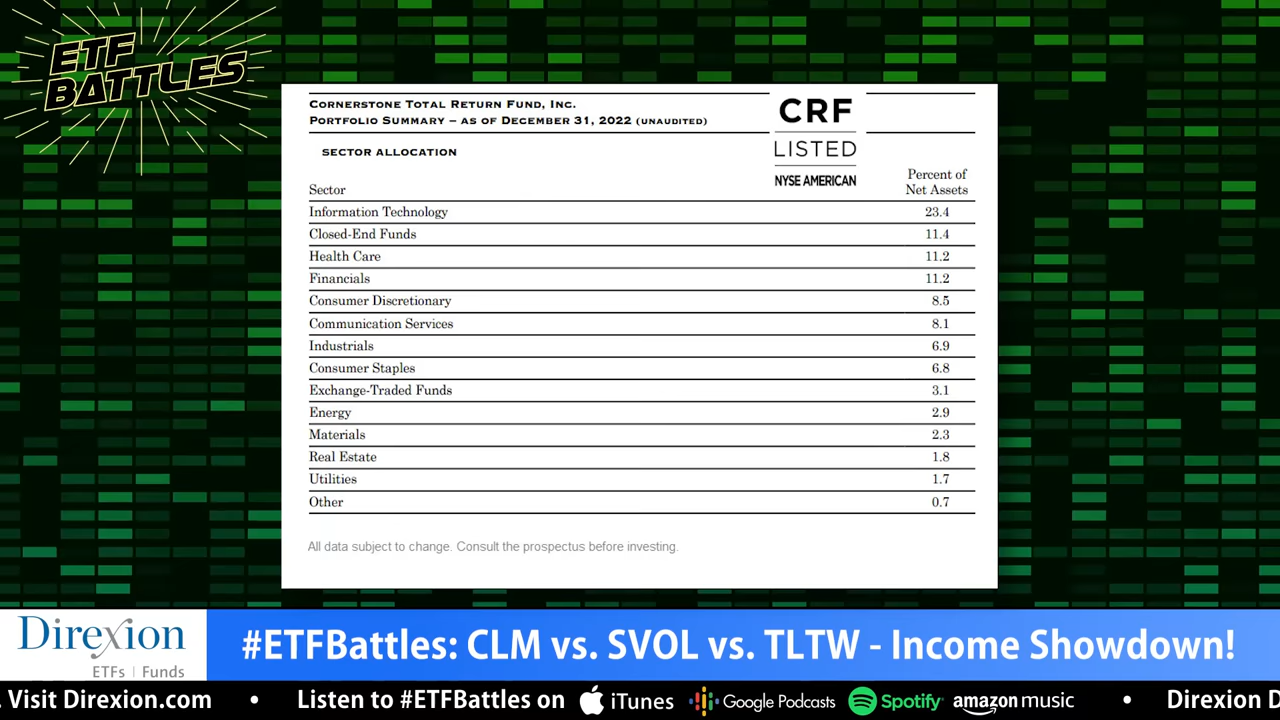 ETF
BATTLES
CORNERSTONE TOTAL RETURN FUND, INC.
PORTFOLIO SUMMARY – AS OF DECEMBER 31, 2022 (UNAUDITED)
CRF
LISTED
NYSE AMERICAN
SECTOR ALLOCATION
Sector Percent of Net Assets
Information Technology 23.4
Closed-End Funds 11.4
Health Care 11.2
Financials 11.2
Consumer Discretionary 8.5
Communication Services 8.1
Industrials 6.9
Consumer Staples 6.8
Exchange-Traded Funds 3.1
Energy 2.9
Materials 2.3
Real Estate 1.8
Utilities 1.7
Other 0.7
All data subject to change. Consult the prospectus before investing.
Direxion
ETFs | Funds
#ETFBattles: CLM vs. SVOL vs. TLTW - Income Showdown!
. Visit Direxion.com • Listen to #ETFBattles on iTunes Google Podcasts Spotify amazon music • Direxion D